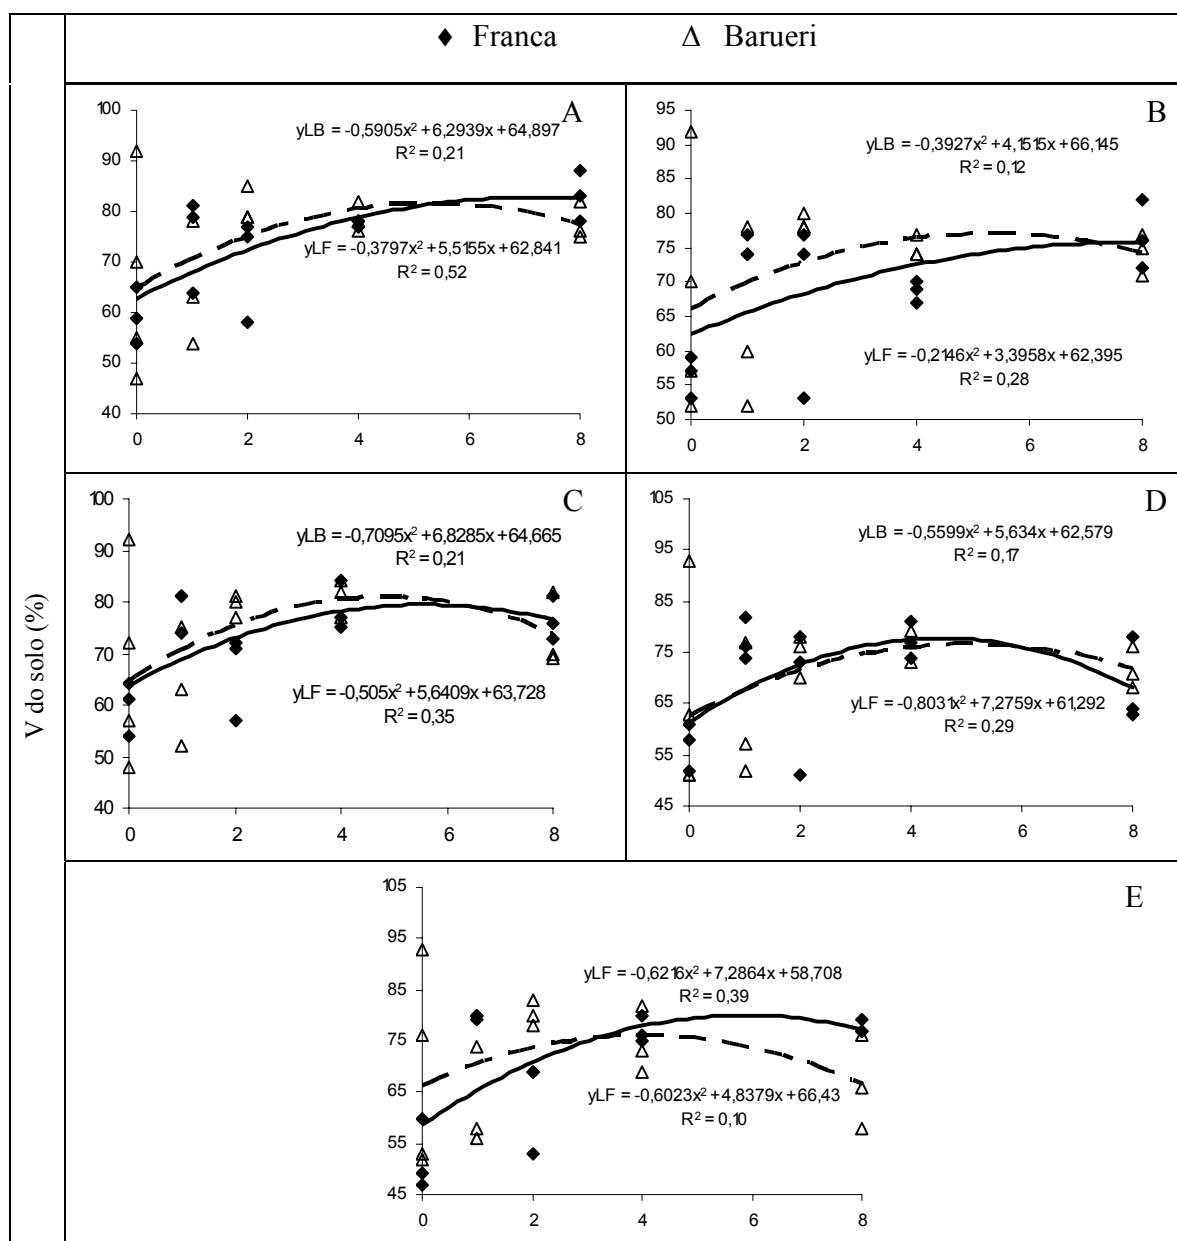 ♦ Franca Δ Barueri
V do solo (%)
A
100
90
80
70
60
50
40
0 2 4 6 8
yLB = -0,5905x² + 6,2939x + 64,897
R² = 0,21
yLF = -0,3797x² + 5,5155x + 62,841
R² = 0,52
B
95
90
85
80
75
70
65
60
55
50
0 2 4 6 8
yLB = -0,3927x² + 4,1515x + 66,145
R² = 0,12
yLF = -0,2146x² + 3,3958x + 62,395
R² = 0,28
C
100
90
80
70
60
50
40
0 2 4 6 8
yLB = -0,7095x² + 6,8285x + 64,665
R² = 0,21
yLF = -0,505x² + 5,6409x + 63,728
R² = 0,35
D
105
95
85
75
65
55
45
0 2 4 6 8
yLB = -0,5599x² + 5,634x + 62,579
R² = 0,17
yLF = -0,8031x² + 7,2759x + 61,292
R² = 0,29
E
105
95
85
75
65
55
45
0 2 4 6 8
yLF = -0,6216x² + 7,2864x + 58,708
R² = 0,39
yLF = -0,6023x² + 4,8379x + 66,43
R² = 0,10